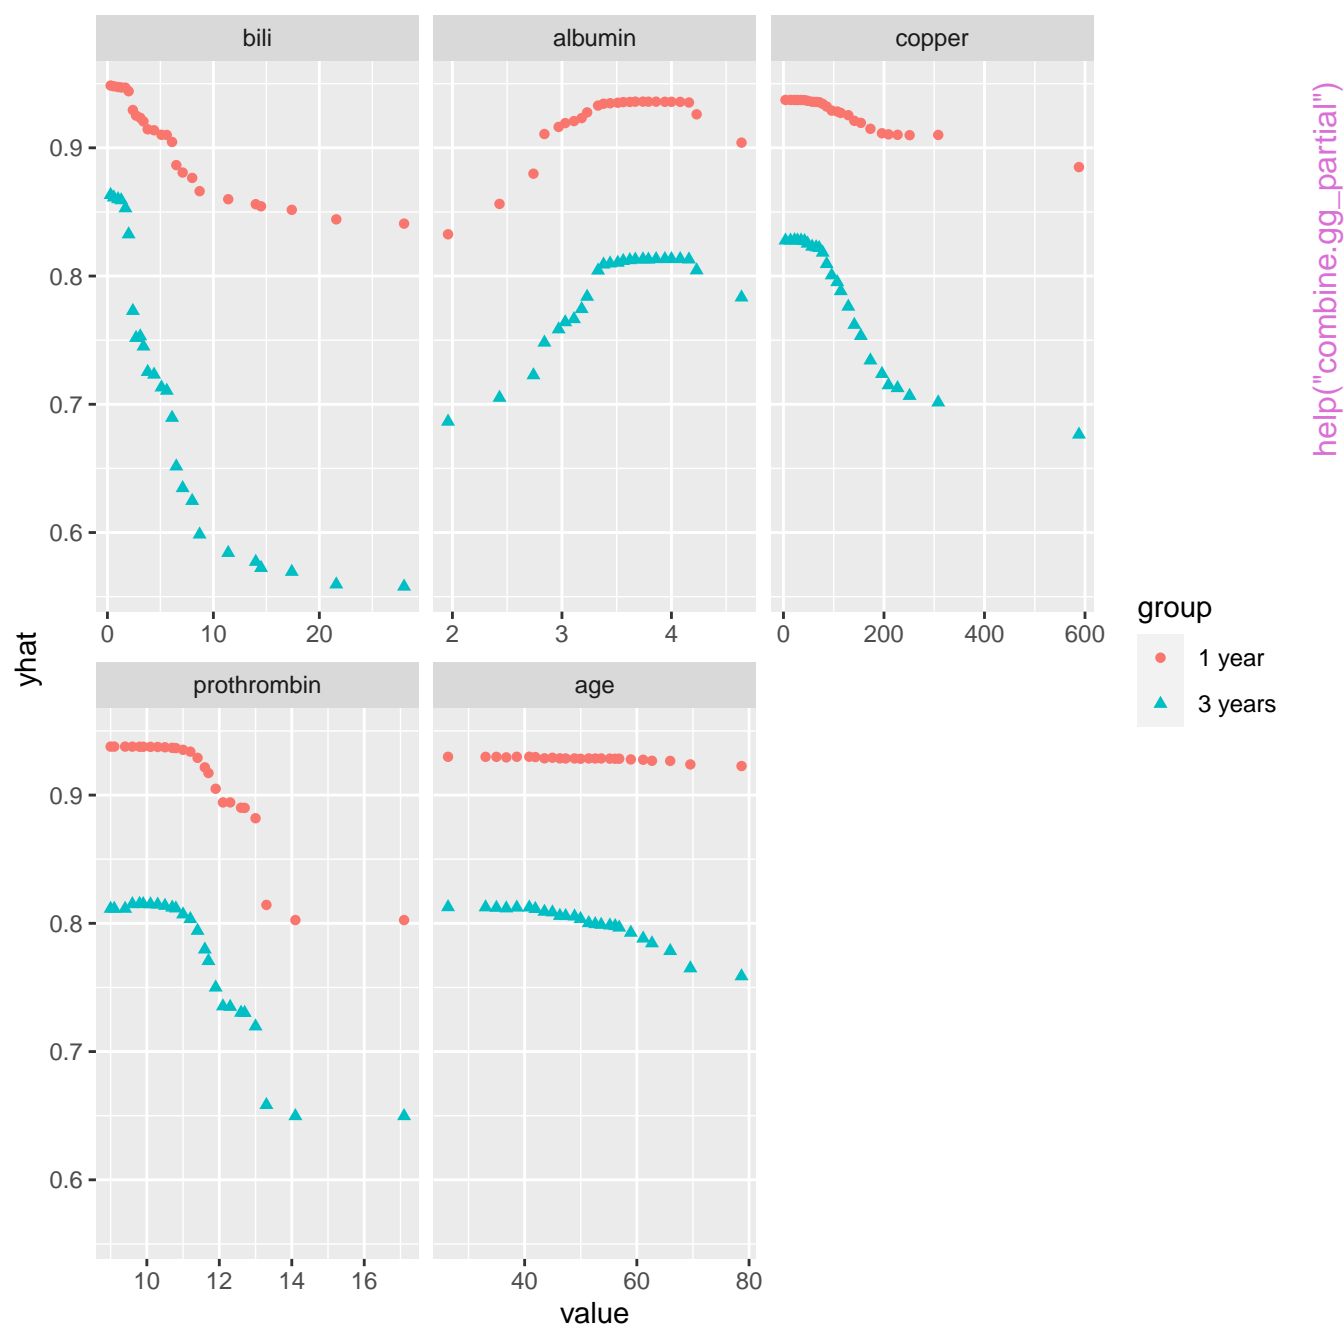 bili
albumin
copper
0.9
0.8
0.7
0.6
0 10 20
2 3 4
0 200 400 600
prothrombin
age
0.9
0.8
0.7
0.6
10 12 14 16
40 60 80
value
yhat
group
1 year
3 years
help("combine.gg_partial")